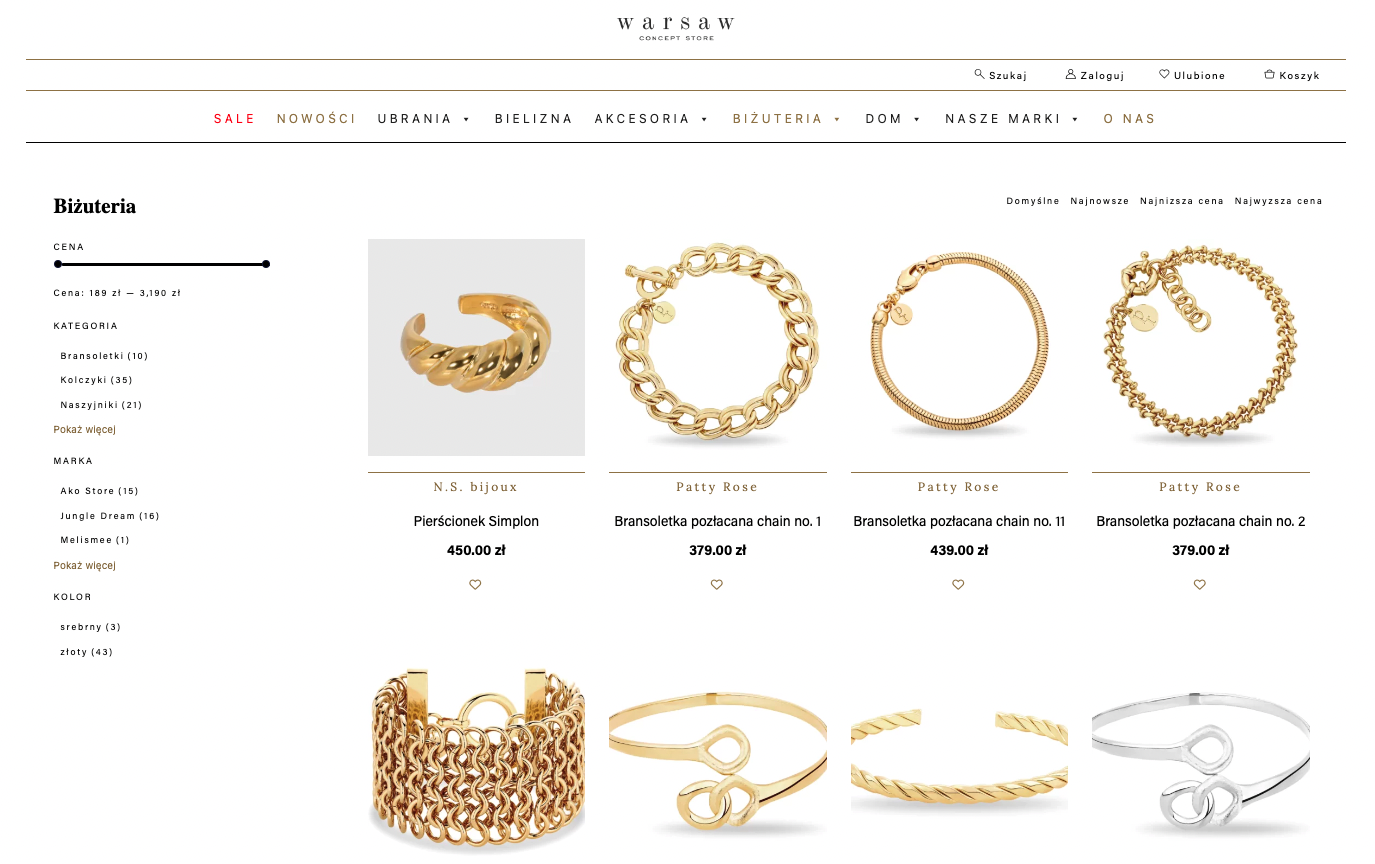 warsaw
CONCEPT STORE
Szukaj Zaloguj Ulubione Koszyk
SALE NOWOŚCI UBRANIA BIELIZNA AKCESORIA BIŻUTERIA DOM NASZE MARKI O NAS
Biżuteria
Domyślne Najnowsze Najnizsza cena Najwyzsza cena
CENA
Cena: 189 zł — 3,190 zł
KATEGORIA
Bransoletki (10)
Kolczyki (35)
Naszyjniki (21)
Pokaż więcej
MARKA
Ako Store (15)
Jungle Dream (16)
Melismee (1)
Pokaż więcej
KOLOR
srebrny (3)
złoty (43)
N.S. bijoux
Pierścionek Simplon
450.00 zł
Patty Rose
Bransoletka pozłacana chain no. 1
379.00 zł
Patty Rose
Bransoletka pozłacana chain no. 11
439.00 zł
Patty Rose
Bransoletka pozłacana chain no. 2
379.00 zł